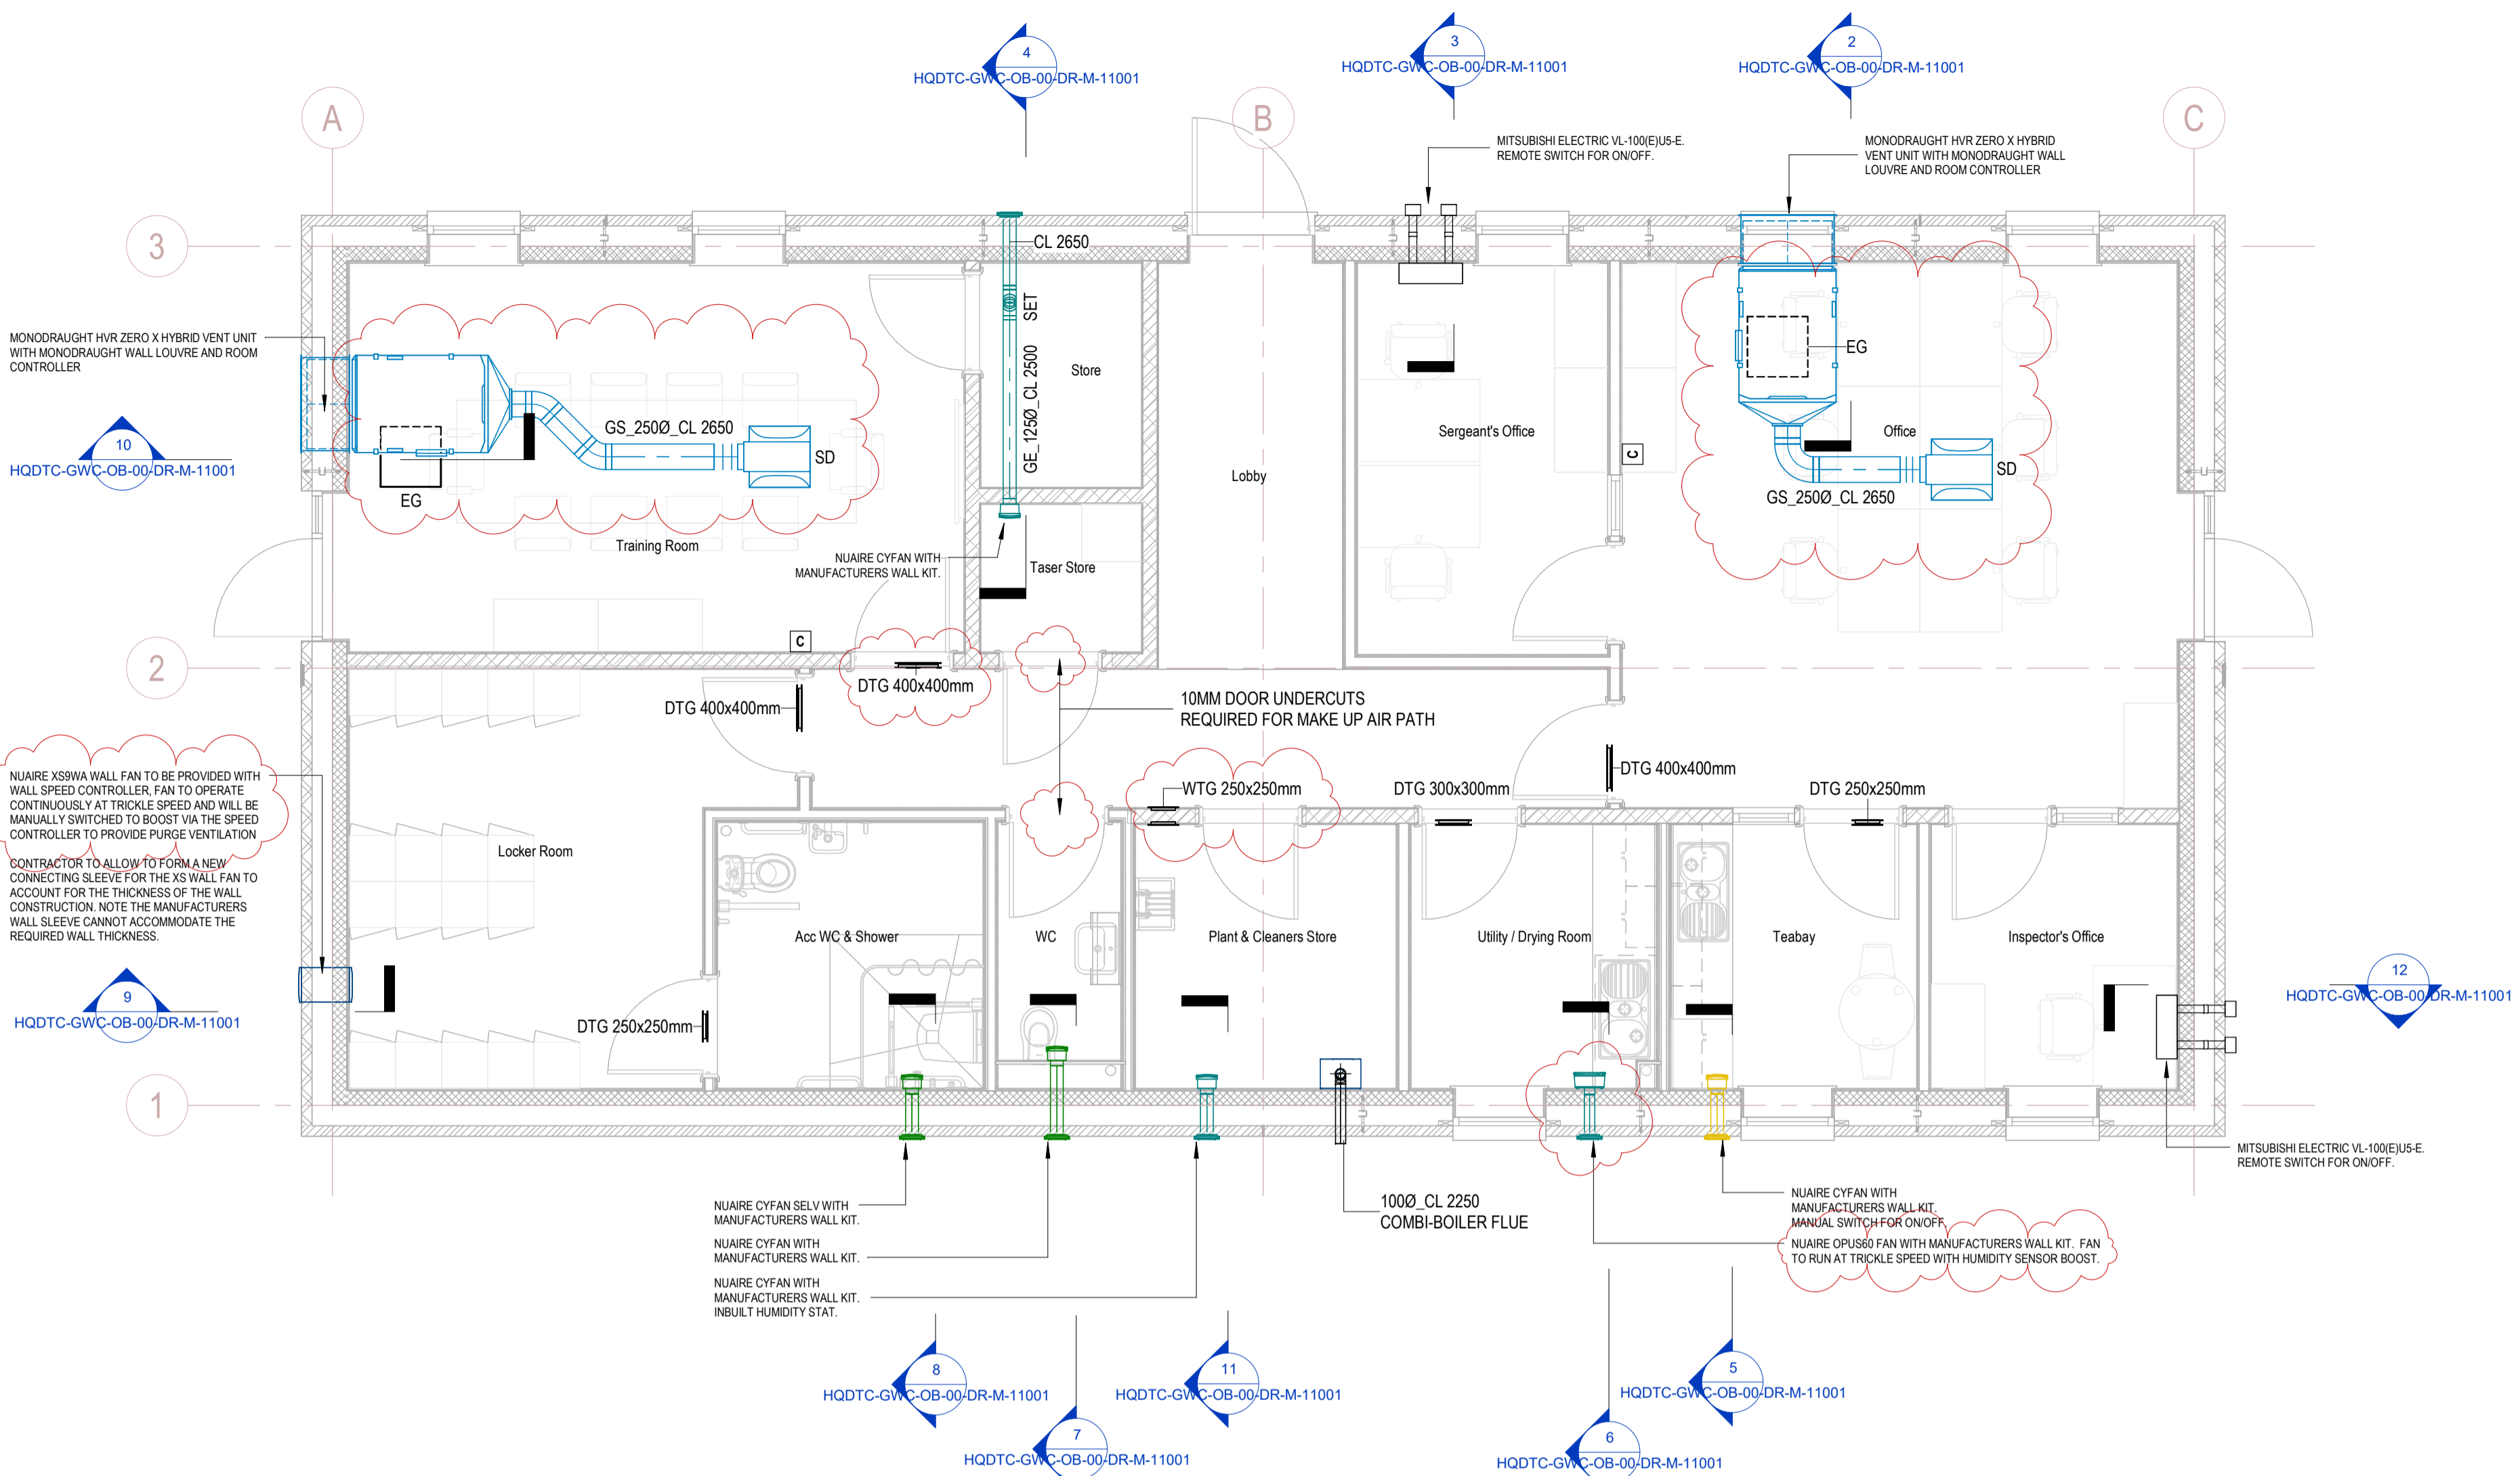 4
HQDTC-GWC-OB-00-DR-M-11001
3
HQDTC-GWC-OB-00-DR-M-11001
2
HQDTC-GWC-OB-00-DR-M-11001
A
B
C
MITSUBISHI ELECTRIC VL-100(E)U5-E.
REMOTE SWITCH FOR ON/OFF.
MONODRAUGHT HVR ZERO X HYBRID
VENT UNIT WITH MONODRAUGHT WALL
LOUVRE AND ROOM CONTROLLER
3
CL 2650
SET
GE_125Ø_CL 2500
Store
MONODRAUGHT HVR ZERO X HYBRID VENT UNIT
WITH MONODRAUGHT WALL LOUVRE AND ROOM
CONTROLLER
EG
GS_250Ø_CL 2650
SD
EG
Sergeant's Office
C
Office
SD
GS_250Ø_CL 2650
10
HQDTC-GWC-OB-00-DR-M-11001
Lobby
Training Room
NUAIRE CYFAN WITH
MANUFACTURERS WALL KIT.
Taser Store
C
2
DTG 400x400mm
DTG 400x400mm
10MM DOOR UNDERCUTS
REQUIRED FOR MAKE UP AIR PATH
NUAIRE XS9WA WALL FAN TO BE PROVIDED WITH
WALL SPEED CONTROLLER, FAN TO OPERATE
CONTINUOUSLY AT TRICKLE SPEED AND WILL BE
MANUALLY SWITCHED TO BOOST VIA THE SPEED
CONTROLLER TO PROVIDE PURGE VENTILATION
CONTRACTOR TO ALLOW TO FORM A NEW
CONNECTING SLEEVE FOR THE XS WALL FAN TO
ACCOUNT FOR THE THICKNESS OF THE WALL
CONSTRUCTION. NOTE THE MANUFACTURERS
WALL SLEEVE CANNOT ACCOMMODATE THE
REQUIRED WALL THICKNESS.
WTG 250x250mm
DTG 300x300mm
DTG 400x400mm
DTG 250x250mm
Locker Room
Acc WC & Shower
WC
Plant & Cleaners Store
Utility / Drying Room
Teabay
Inspector's Office
9
HQDTC-GWC-OB-00-DR-M-11001
12
HQDTC-GWC-OB-00-DR-M-11001
DTG 250x250mm
1
MITSUBISHI ELECTRIC VL-100(E)U5-E.
REMOTE SWITCH FOR ON/OFF.
NUAIRE CYFAN SELV WITH
MANUFACTURERS WALL KIT.
NUAIRE CYFAN WITH
MANUFACTURERS WALL KIT.
NUAIRE CYFAN WITH
MANUFACTURERS WALL KIT.
INBUILT HUMIDITY STAT.
100Ø_CL 2250
COMBI-BOILER FLUE
NUAIRE CYFAN WITH
MANUFACTURERS WALL KIT.
MANUAL SWITCH FOR ON/OFF.
NUAIRE OPUS60 FAN WITH MANUFACTURERS WALL KIT. FAN
TO RUN AT TRICKLE SPEED WITH HUMIDITY SENSOR BOOST.
8
HQDTC-GWC-OB-00-DR-M-11001
11
HQDTC-GWC-OB-00-DR-M-11001
5
HQDTC-GWC-OB-00-DR-M-11001
7
HQDTC-GWC-OB-00-DR-M-11001
6
HQDTC-GWC-OB-00-DR-M-11001